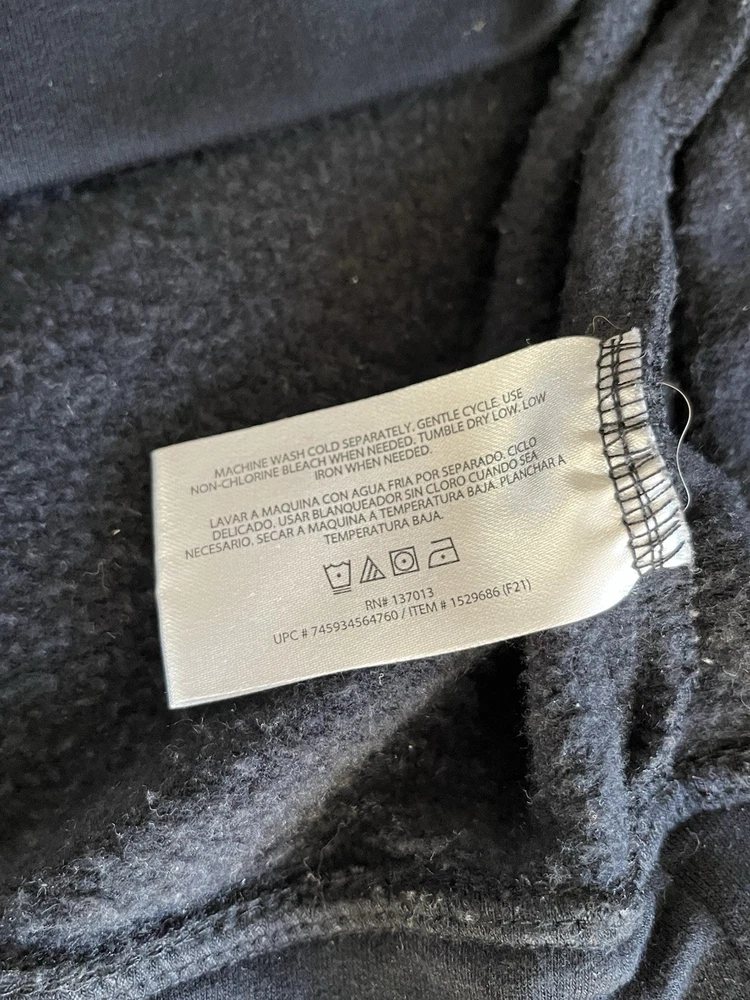 MACHINE WASH COLD SEPARATELY. GENTLE CYCLE. USE
NON-CHLORINE BLEACH WHEN NEEDED. TUMBLE DRY LOW. LOW
IRON WHEN NEEDED.
LAVAR A MAQUINA CON AGUA FRIA POR SEPARADO. CICLO
DELICADO. USAR BLANQUEADOR SIN CLORO CUANDO SEA
NECESARIO. SECAR A MAQUINA A TEMPERATURA BAJA. PLANCHAR A
TEMPERATURA BAJA.
RN# 137013
UPC # 745934564760 / ITEM # 1529686 (F21)